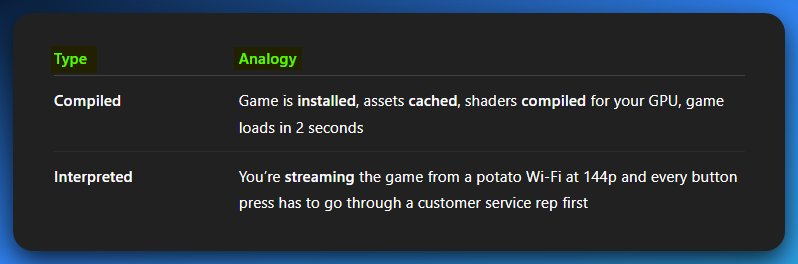 Type Analogy
Compiled Game is installed, assets cached, shaders compiled for your GPU, game
loads in 2 seconds
Interpreted You’re streaming the game from a potato Wi-Fi at 144p and every button
press has to go through a customer service rep first